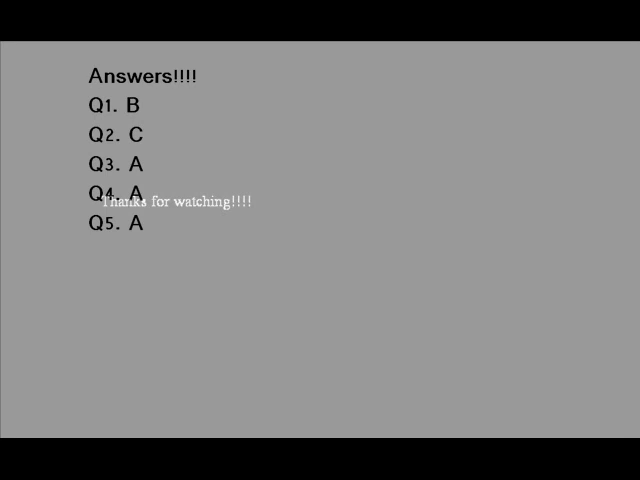 Answers!!!!
Q1. B
Q2. C
Q3. A
Q4. A
Thanks for watching!!!!
Q5. A